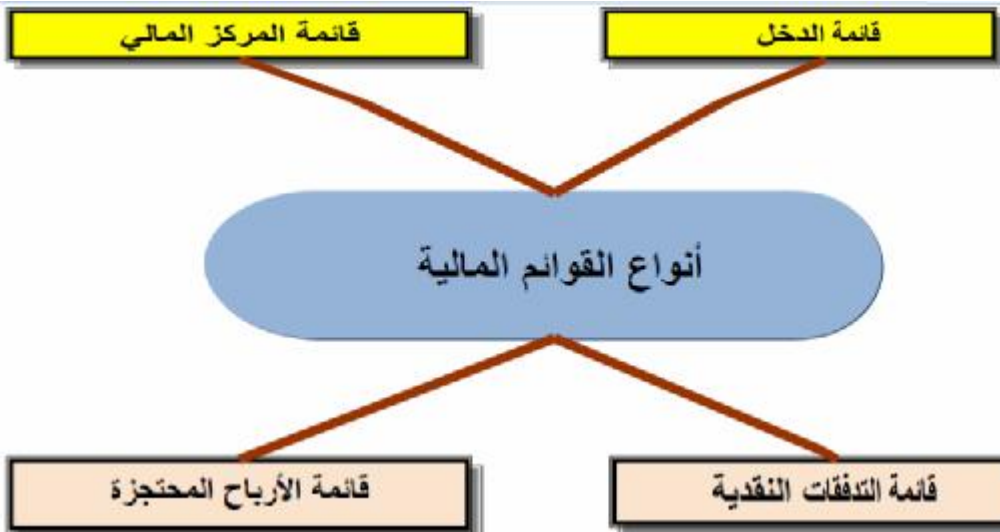 قائمة الدخل
قائمة المركز المالي
أنواع القوائم المالية
قائمة التدفقات النقدية
قائمة الأرباح المحتجزة